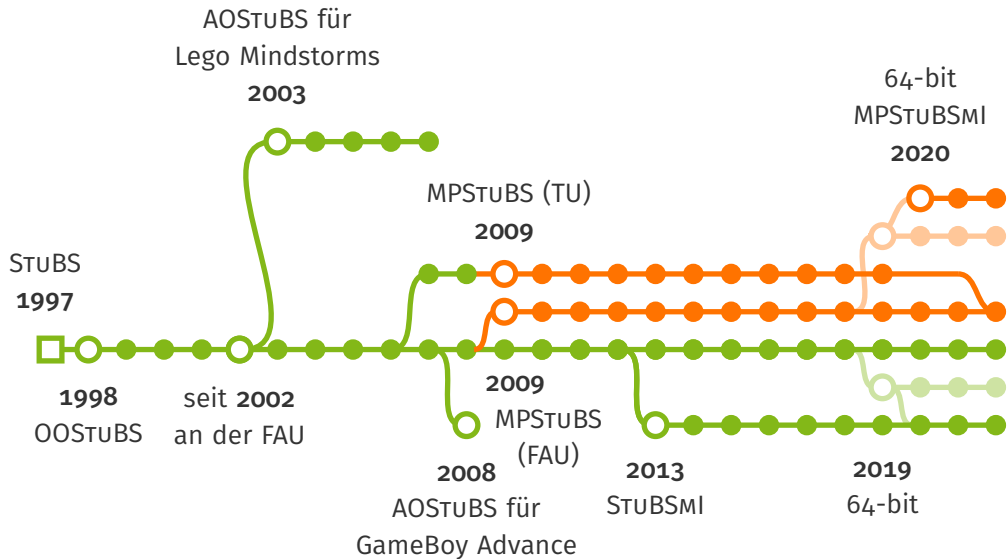 AOStuBS für
Lego Mindstorms
2003
64-bit
MPStuBSmI
2020
MPStuBS (TU)
2009
StuBS
1997
1998
OOStuBS
seit 2002
an der FAU
2009
MPStuBS
(FAU)
2008
AOStuBS für
GameBoy Advance
2013
StuBSmI
2019
64-bit